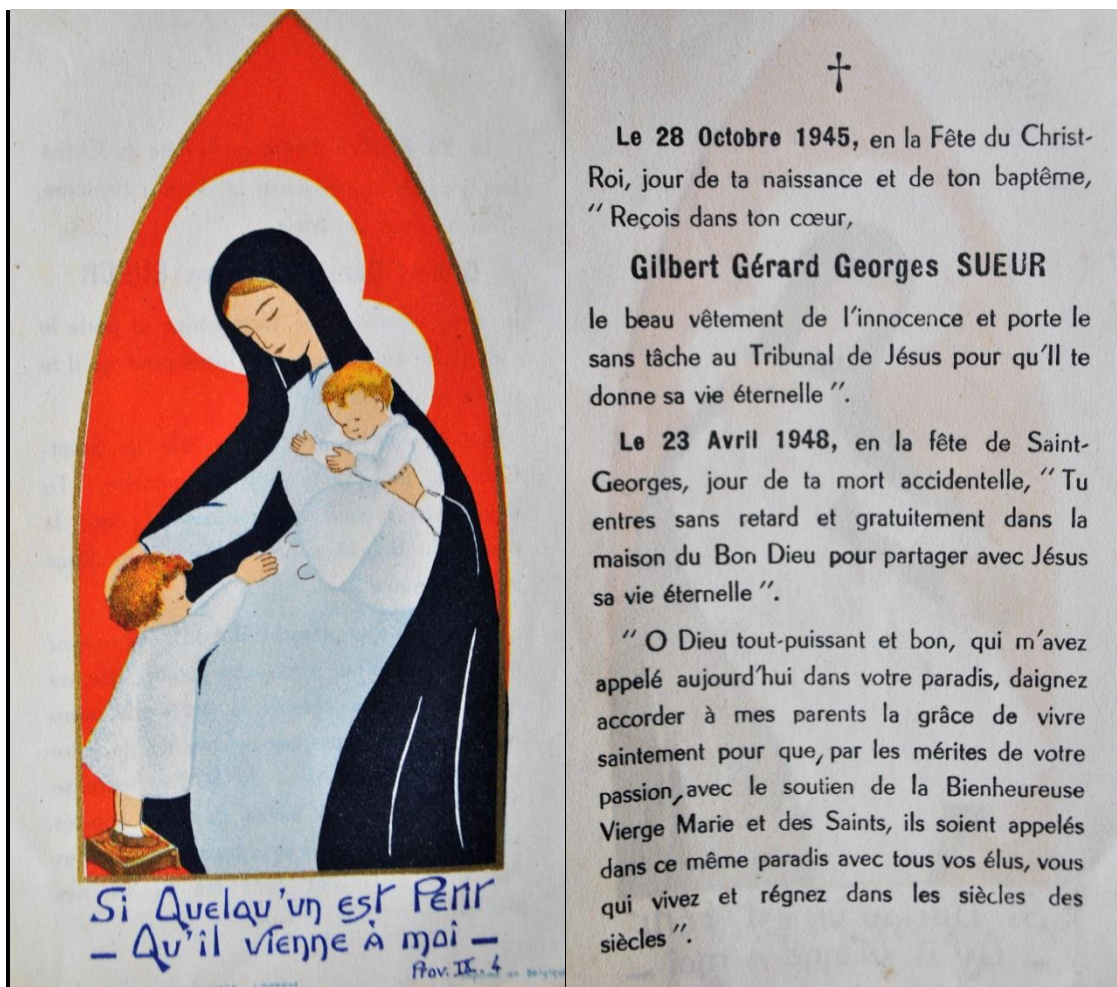 Si Quelqu'un est Petit
— Qu'il vienne à moi —
Prov. IX. 4
†
Le 28 Octobre 1945, en la Fête du Christ-
Roi, jour de ta naissance et de ton baptême,
" Reçois dans ton cœur,
Gilbert Gérard Georges SUEUR
le beau vêtement de l'innocence et porte le
sans tâche au Tribunal de Jésus pour qu'Il te
donne sa vie éternelle ".
Le 23 Avril 1948, en la fête de Saint-
Georges, jour de ta mort accidentelle, " Tu
entres sans retard et gratuitement dans la
maison du Bon Dieu pour partager avec Jésus
sa vie éternelle ".
" O Dieu tout-puissant et bon, qui m'avez
appelé aujourd'hui dans votre paradis, daignez
accorder à mes parents la grâce de vivre
saintement pour que, par les mérites de votre
passion, avec le soutien de la Bienheureuse
Vierge Marie et des Saints, ils soient appelés
dans ce même paradis avec tous vos élus, vous
qui vivez et régnez dans les siècles des
siècles ".